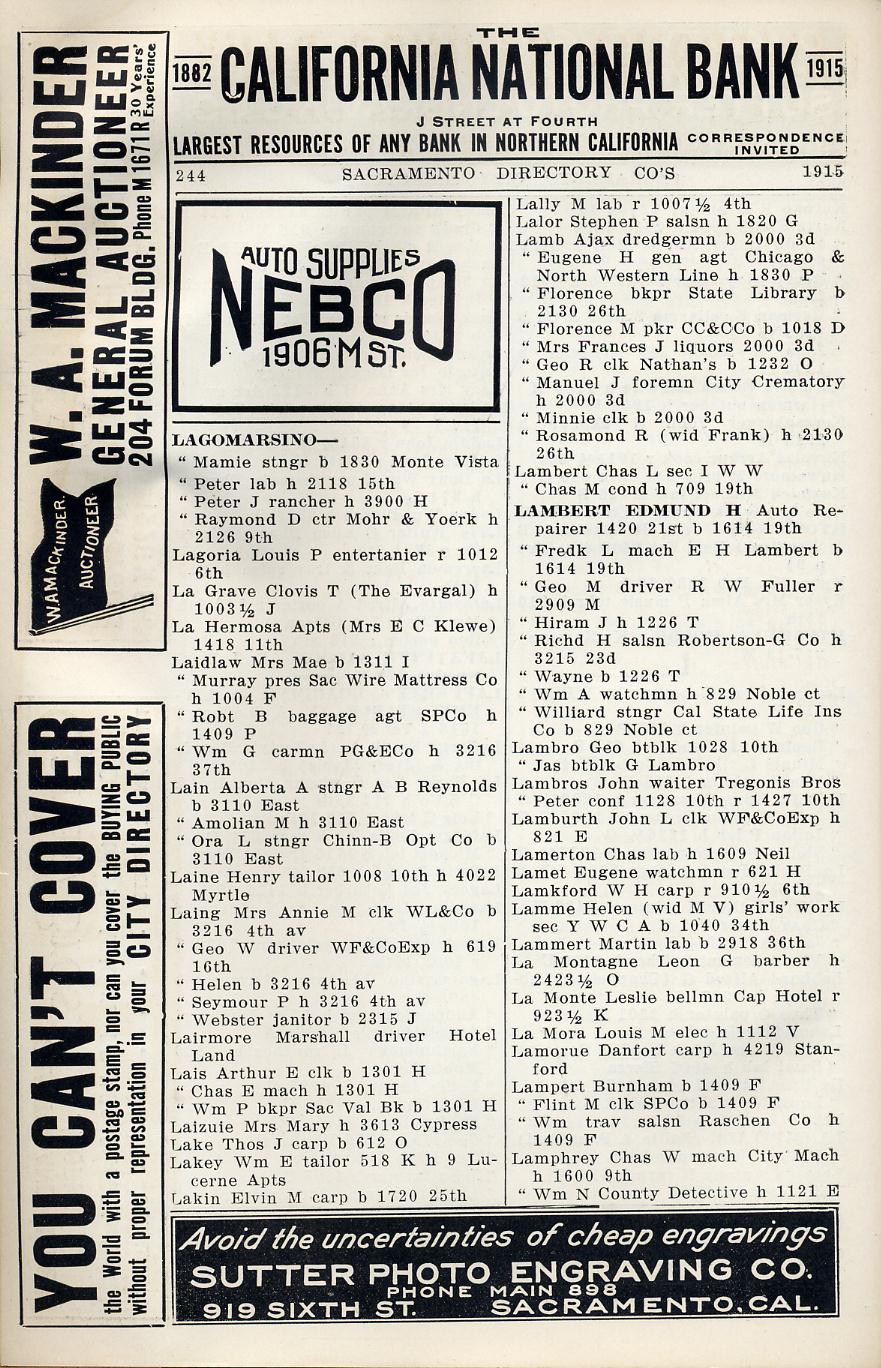 THE
1882 CALIFORNIA NATIONAL BANK 1915
J STREET AT FOURTH
LARGEST RESOURCES OF ANY BANK IN NORTHERN CALIFORNIA CORRESPONDENCE INVITED
244 SACRAMENTO DIRECTORY CO'S 1915
W. A. MACKINDER
GENERAL AUCTIONEER
204 FORUM BLDG. Phone M 1671 R 30 Years' Experience
W.A. MACKINDER.
AUCTIONEER
YOU CAN'T COVER
the World with a postage stamp, nor can you cover the BUYING PUBLIC
without proper representation in your CITY DIRECTORY
AUTO SUPPLIES
NEBCO
1906 M ST.
LAGOMARSINO—
" Mamie stngr b 1830 Monte Vista
" Peter lab h 2118 15th
" Peter J rancher h 3900 H
" Raymond D ctr Mohr & Yoerk h
2126 9th
Lagoria Louis P entertanier r 1012
6th
La Grave Clovis T (The Evargal) h
1003½ J
La Hermosa Apts (Mrs E C Klewe)
1418 11th
Laidlaw Mrs Mae b 1311 I
" Murray pres Sac Wire Mattress Co
h 1004 F
" Robt B baggage agt SPCo h
1409 P
" Wm G carmn PG&ECo h 3216
37th
Lain Alberta A stngr A B Reynolds
b 3110 East
" Amolian M h 3110 East
" Ora L stngr Chinn-B Opt Co b
3110 East
Laine Henry tailor 1008 10th h 4022
Myrtle
Laing Mrs Annie M clk WL&Co b
3216 4th av
" Geo W driver WF&CoExp h 619
16th
" Helen b 3216 4th av
" Seymour P h 3216 4th av
" Webster janitor b 2315 J
Lairmore Marshall driver Hotel
Land
Lais Arthur E clk b 1301 H
" Chas E mach h 1301 H
" Wm P bkpr Sac Val Bk b 1301 H
Laizuie Mrs Mary h 3613 Cypress
Lake Thos J carp b 612 O
Lakey Wm E tailor 518 K h 9 Lu-
cerne Apts
Lakin Elvin M carp b 1720 25th
Lally M lab r 1007½ 4th
Lalor Stephen P salsn h 1820 G
Lamb Ajax dredgermn b 2000 3d
" Eugene H gen agt Chicago &
North Western Line h 1830 P
" Florence bkpr State Library b
2130 26th
" Florence M pkr CC&CCo b 1018 D
" Mrs Frances J liquors 2000 3d
" Geo R clk Nathan's b 1232 O
" Manuel J foremn City Crematory
h 2000 3d
" Minnie clk b 2000 3d
" Rosamond R (wid Frank) h 2130
26th
Lambert Chas L sec I W W
" Chas M cond h 709 19th
LAMBERT EDMUND H Auto Re-
pairer 1420 21st b 1614 19th
" Fredk L mach E H Lambert b
1614 19th
" Geo M driver R W Fuller r
2909 M
" Hiram J h 1226 T
" Richd H salsn Robertson-G Co h
3215 23d
" Wayne b 1226 T
" Wm A watchmn h 829 Noble ct
" Williard stngr Cal State Life Ins
Co b 829 Noble ct
Lambro Geo btblk 1028 10th
" Jas btblk G Lambro
Lambros John waiter Tregonis Bros
" Peter conf 1128 10th r 1427 10th
Lamburth John L clk WF&CoExp h
821 E
Lamerton Chas lab h 1609 Neil
Lamet Eugene watchmn r 621 H
Lamkford W H carp r 910½ 6th
Lamme Helen (wid M V) girls' work
sec Y W C A b 1040 34th
Lammert Martin lab b 2918 36th
La Montagne Leon G barber h
2423½ O
La Monte Leslie bellmn Cap Hotel r
923½ K
La Mora Louis M elec h 1112 V
Lamorue Danfort carp h 4219 Stan-
ford
Lampert Burnham b 1409 F
" Flint M clk SPCo b 1409 F
" Wm trav salsn Raschen Co h
1409 F
Lamphrey Chas W mach City Mach
h 1600 9th
" Wm N County Detective h 1121 E
Avoid the uncertainties of cheap engravings
SUTTER PHOTO ENGRAVING CO.
PHONE MAIN 898
919 SIXTH ST. SACRAMENTO, CAL.